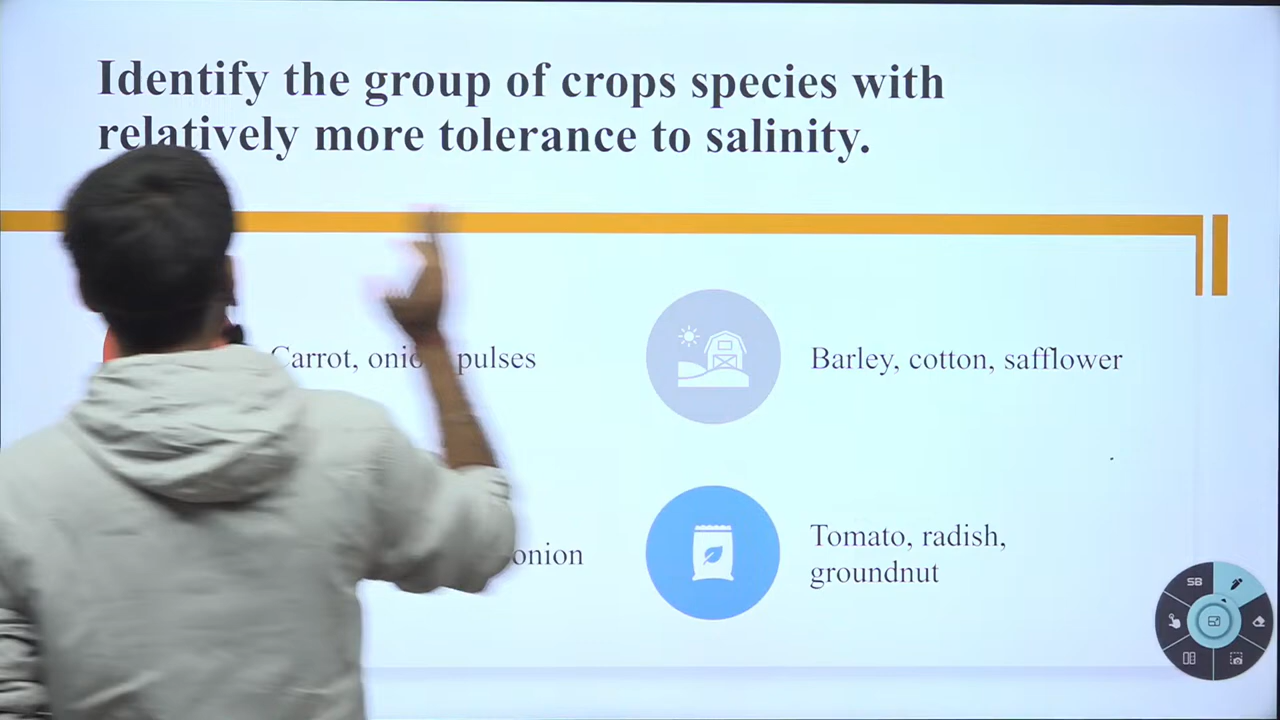 Identify the group of crops species with
relatively more tolerance to salinity.
Carrot, onio pulses
Barley, cotton, safflower
onion
Tomato, radish,
groundnut
SB